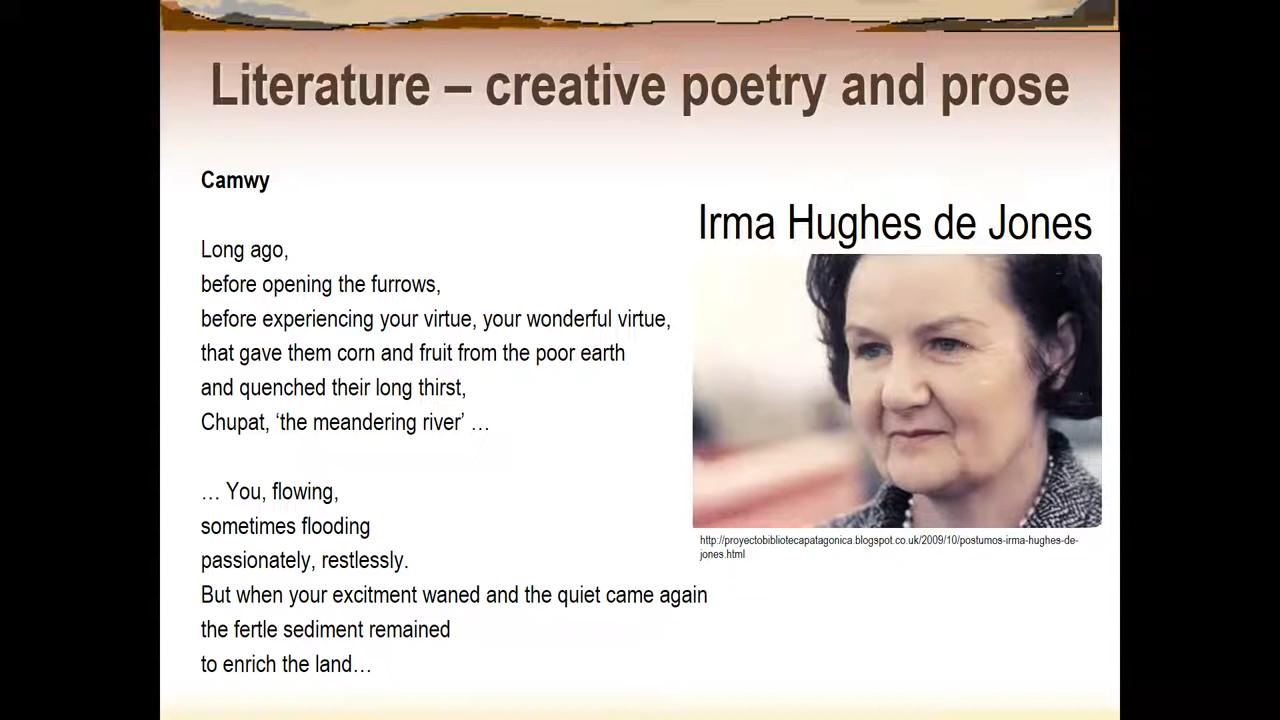 Literature – creative poetry and prose
Camwy
Long ago,
before opening the furrows,
before experiencing your virtue, your wonderful virtue,
that gave them corn and fruit from the poor earth
and quenched their long thirst,
Chupat, ‘the meandering river’ …
… You, flowing,
sometimes flooding
passionately, restlessly.
But when your excitment waned and the quiet came again
the fertle sediment remained
to enrich the land…
Irma Hughes de Jones
http://proyectobibliotecapatagonica.blogspot.co.uk/2009/10/postumos-irma-hughes-de-
jones.html